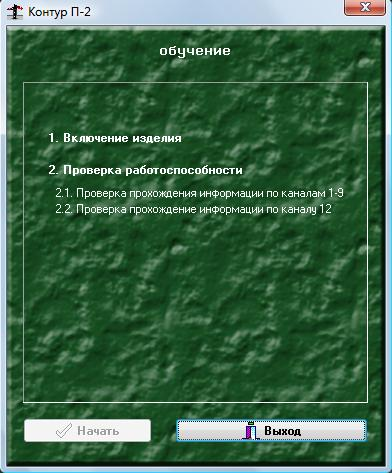 Контур П-2
обучение
1. Включение изделия
2. Проверка работоспособности
2.1. Проверка прохождения информации по каналам 1-9
2.2. Проверка прохождение информации по каналу 12
Начать
Выход